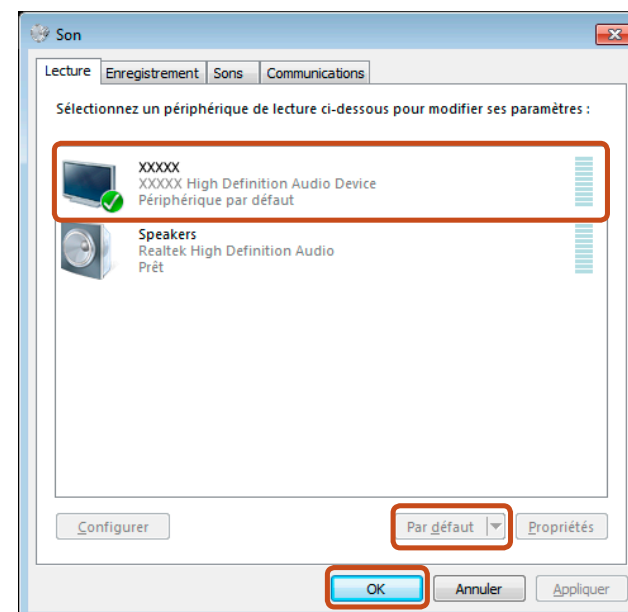 Son
Lecture Enregistrement Sons Communications
Sélectionnez un périphérique de lecture ci-dessous pour modifier ses paramètres :
XXXXX
XXXXX High Definition Audio Device
Périphérique par défaut
Speakers
Realtek High Definition Audio
Prêt
Configurer Par défaut Propriétés
OK Annuler Appliquer